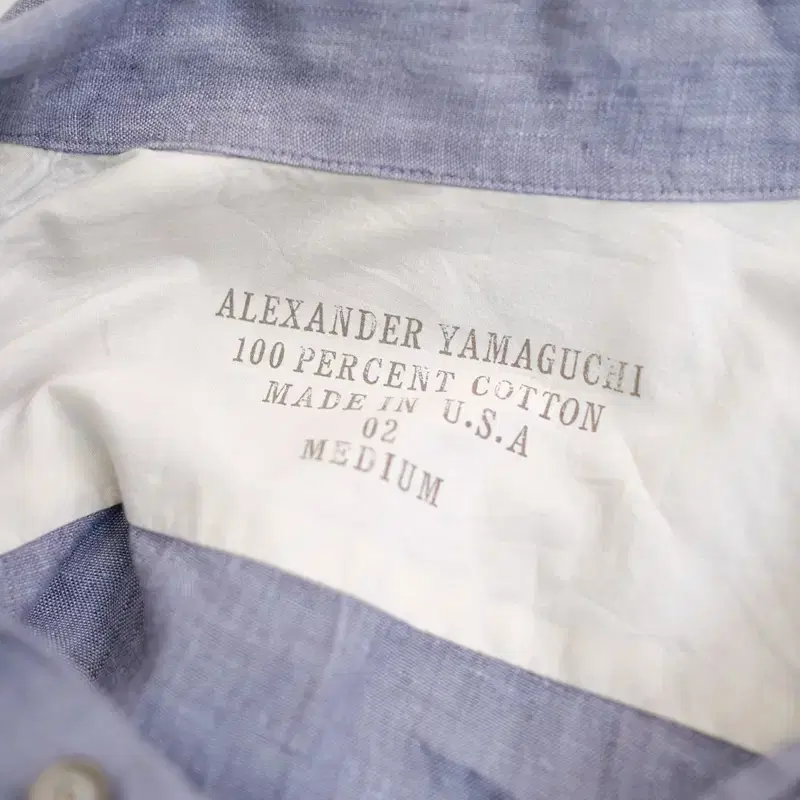 ALEXANDER YAMAGUCHI
100 PERCENT COTTON
MADE IN U.S.A
02
MEDIUM